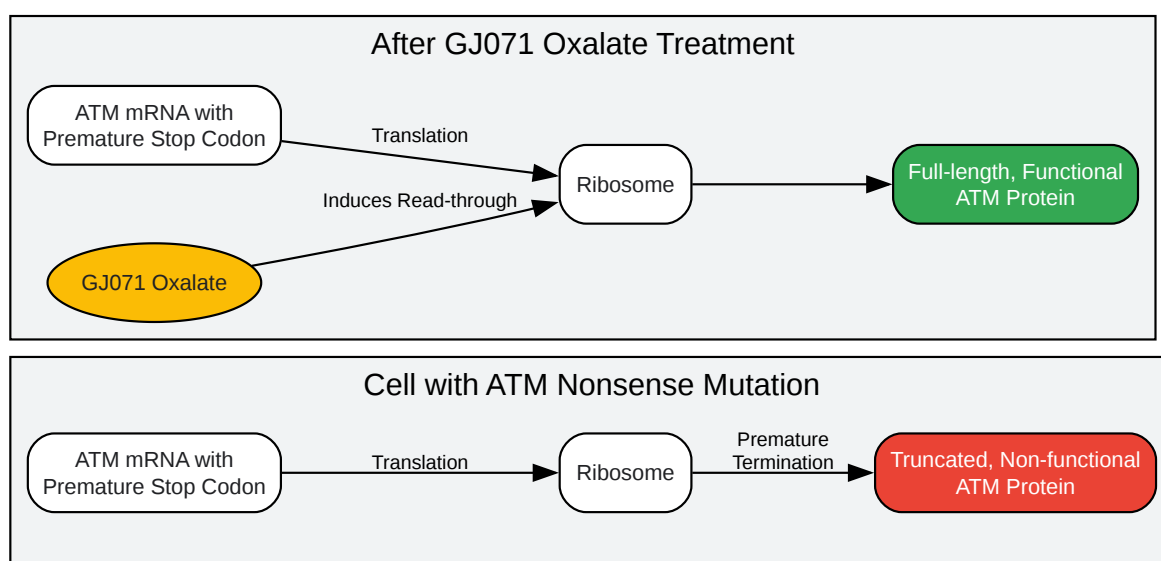 After GJ071 Oxalate Treatment
ATM mRNA with
Premature Stop Codon
Translation
Induces Read-through
GJ071 Oxalate
Ribosome
Full-length, Functional
ATM Protein
Cell with ATM Nonsense Mutation
ATM mRNA with
Premature Stop Codon
Translation
Ribosome
Premature
Termination
Truncated, Non-functional
ATM Protein